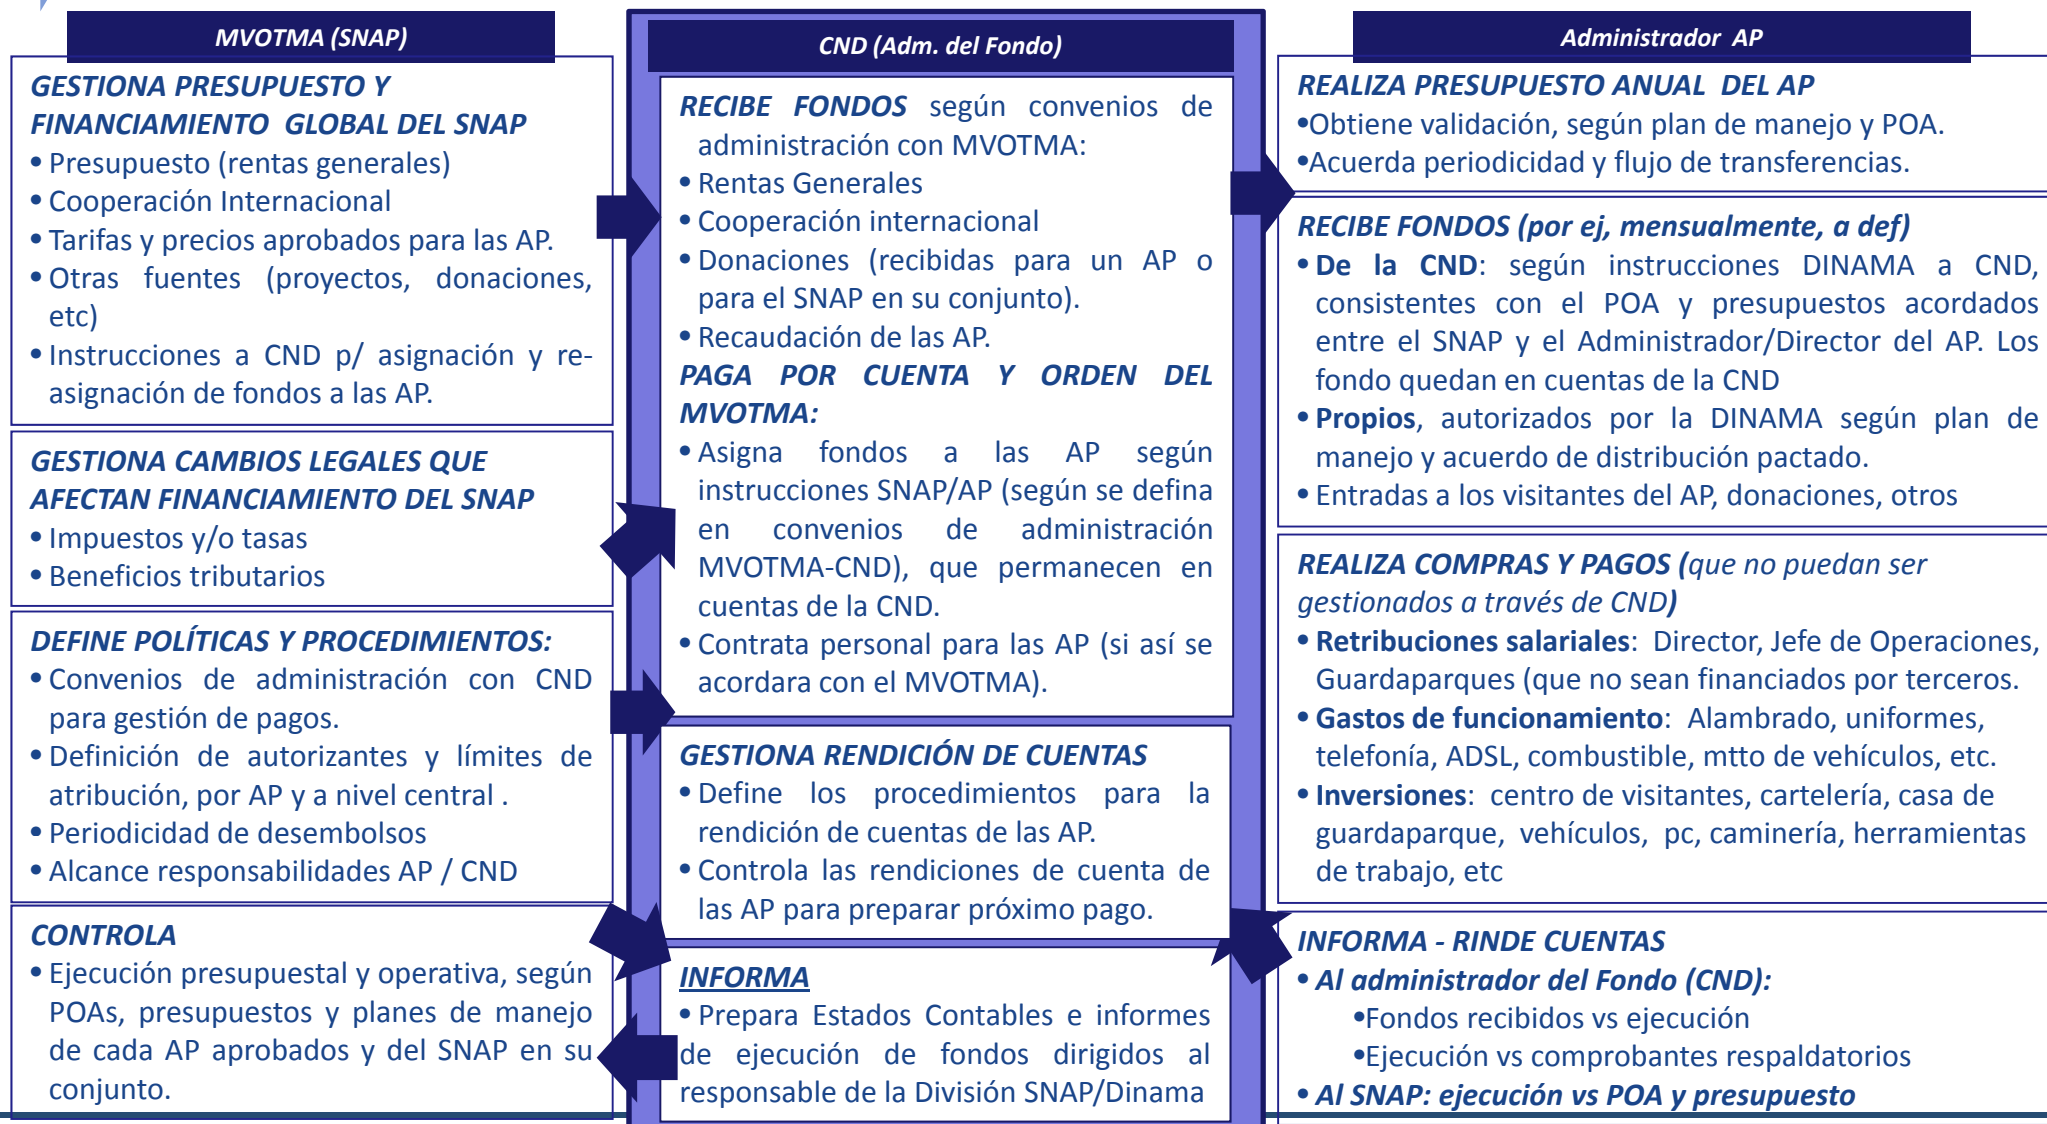 MVOTMA (SNAP)
GESTIONA PRESUPUESTO Y
FINANCIAMIENTO GLOBAL DEL SNAP
• Presupuesto (rentas generales)
• Cooperación Internacional
• Tarifas y precios aprobados para las AP.
• Otras fuentes (proyectos, donaciones,
etc)
• Instrucciones a CND p/ asignación y re-
asignación de fondos a las AP.
GESTIONA CAMBIOS LEGALES QUE
AFECTAN FINANCIAMIENTO DEL SNAP
• Impuestos y/o tasas
• Beneficios tributarios
DEFINE POLÍTICAS Y PROCEDIMIENTOS:
• Convenios de administración con CND
para gestión de pagos.
• Definición de autorizantes y límites de
atribución, por AP y a nivel central .
• Periodicidad de desembolsos
• Alcance responsabilidades AP / CND
CONTROLA
• Ejecución presupuestal y operativa, según
POAs, presupuestos y planes de manejo
de cada AP aprobados y del SNAP en su
conjunto.
CND (Adm. del Fondo)
RECIBE FONDOS según convenios de
administración con MVOTMA:
• Rentas Generales
• Cooperación internacional
• Donaciones (recibidas para un AP o
para el SNAP en su conjunto).
• Recaudación de las AP.
PAGA POR CUENTA Y ORDEN DEL
MVOTMA:
• Asigna fondos a las AP según
instrucciones SNAP/AP (según se defina
en convenios de administración
MVOTMA-CND), que permanecen en
cuentas de la CND.
• Contrata personal para las AP (si así se
acordara con el MVOTMA).
GESTIONA RENDICIÓN DE CUENTAS
• Define los procedimientos para la
rendición de cuentas de las AP.
• Controla las rendiciones de cuenta de
las AP para preparar próximo pago.
INFORMA
• Prepara Estados Contables e informes
de ejecución de fondos dirigidos al
responsable de la División SNAP/Dinama
Administrador AP
REALIZA PRESUPUESTO ANUAL DEL AP
•Obtiene validación, según plan de manejo y POA.
•Acuerda periodicidad y flujo de transferencias.
RECIBE FONDOS (por ej, mensualmente, a def)
• De la CND: según instrucciones DINAMA a CND,
consistentes con el POA y presupuestos acordados
entre el SNAP y el Administrador/Director del AP. Los
fondo quedan en cuentas de la CND
• Propios, autorizados por la DINAMA según plan de
manejo y acuerdo de distribución pactado.
• Entradas a los visitantes del AP, donaciones, otros
REALIZA COMPRAS Y PAGOS (que no puedan ser
gestionados a través de CND)
• Retribuciones salariales: Director, Jefe de Operaciones,
Guardaparques (que no sean financiados por terceros.
• Gastos de funcionamiento: Alambrado, uniformes,
telefonía, ADSL, combustible, mtto de vehículos, etc.
• Inversiones: centro de visitantes, cartelería, casa de
guardaparque, vehículos, pc, caminería, herramientas
de trabajo, etc
INFORMA - RINDE CUENTAS
• Al administrador del Fondo (CND):
•Fondos recibidos vs ejecución
•Ejecución vs comprobantes respaldatorios
• Al SNAP: ejecución vs POA y presupuesto